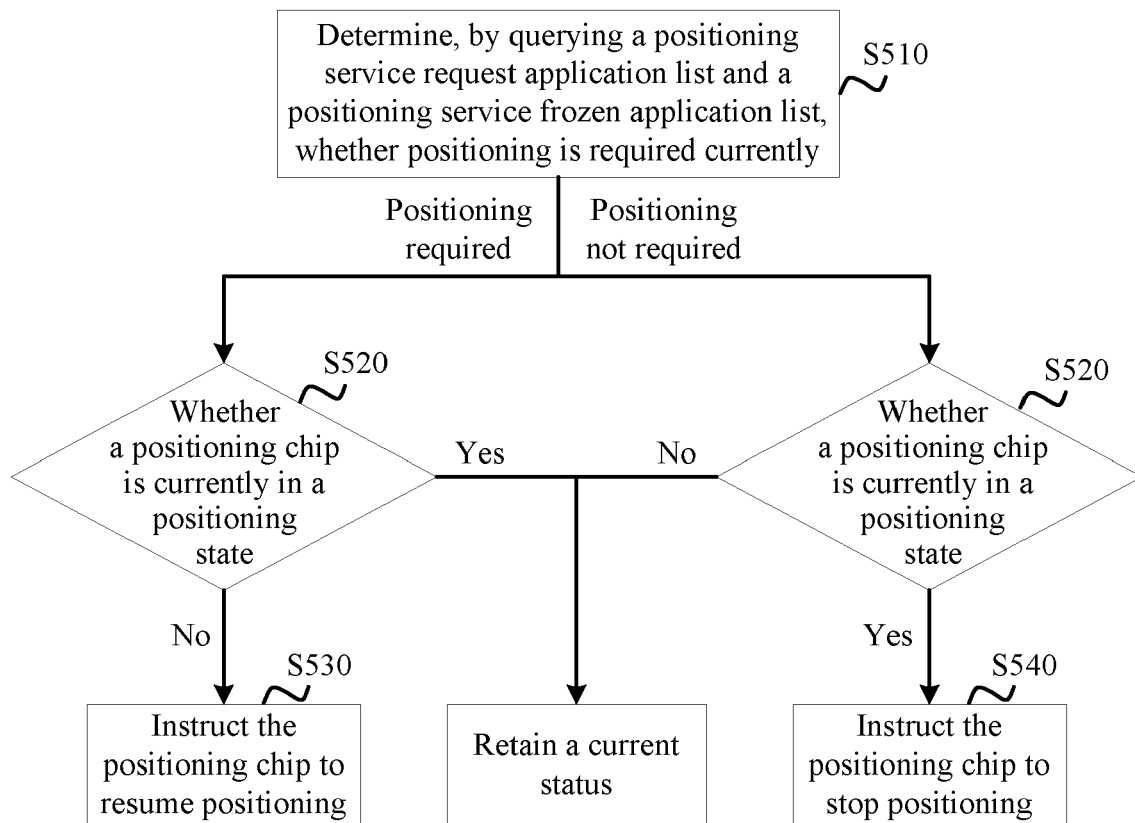 Determine, by querying a positioning
service request application list and a
positioning service frozen application list,
whether positioning is required currently
S510
Positioning
required
Positioning
not required
S520
Whether
a positioning chip
is currently in a
positioning
state
Yes
No
S520
Whether
a positioning chip
is currently in a
positioning
state
No
Yes
S530
Instruct the
positioning chip to
resume positioning
Retain a current
status
S540
Instruct the
positioning chip to
stop positioning